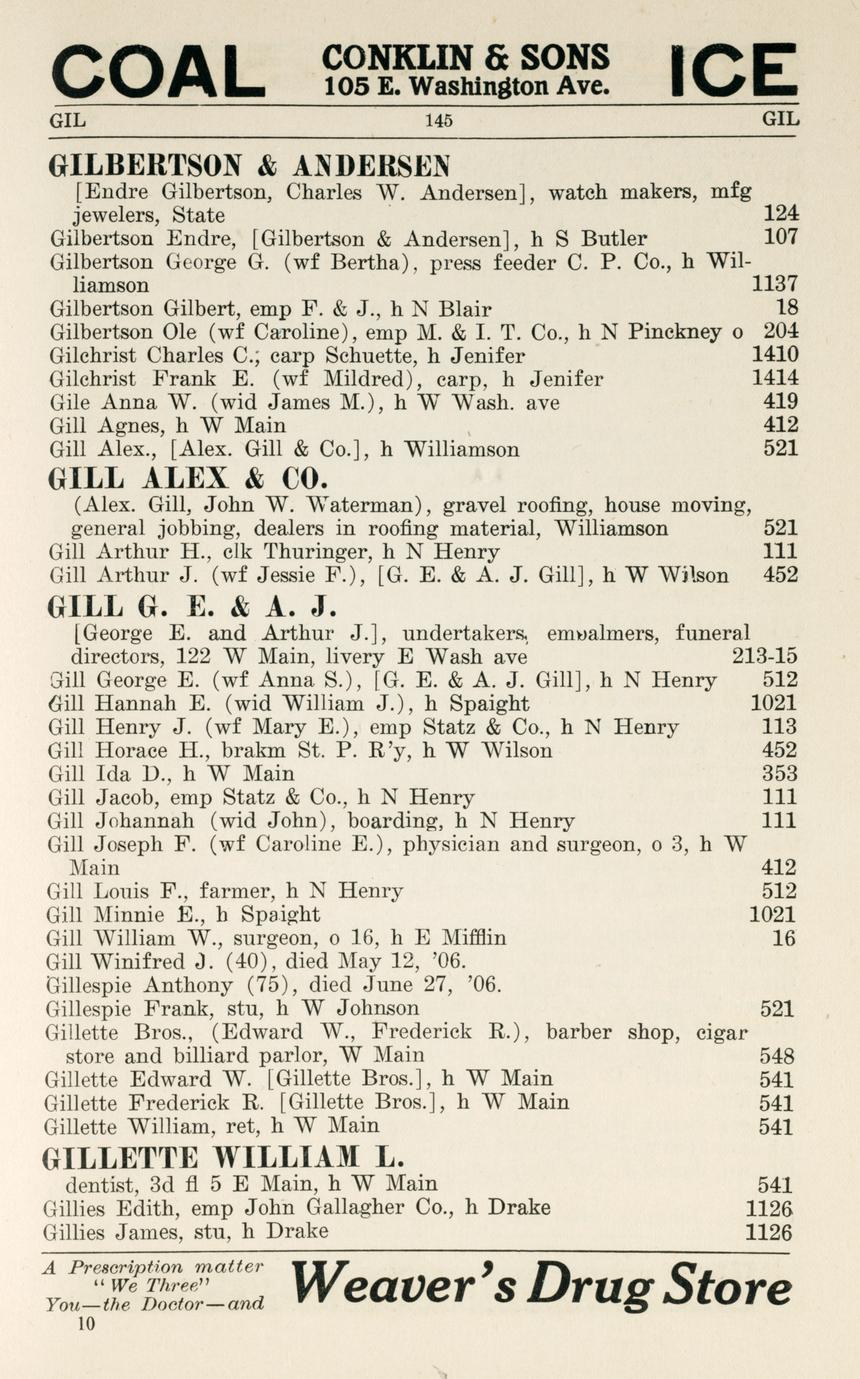 COAL CONKLIN & SONS ICE
105 E. Washington Ave.
GIL 145 GIL
GILBERTSON & ANDERSEN
[Endre Gilbertson, Charles W. Andersen], watch makers, mfg
jewelers, State 124
Gilbertson Endre, [Gilbertson & Andersen], h S Butler 107
Gilbertson George G. (wf Bertha), press feeder C. P. Co., h Wil-
liamson 1137
Gilbertson Gilbert, emp F. & J., h N Blair 18
Gilbertson Ole (wf Caroline), emp M. & I. T. Co., h N Pinckney o 204
Gilchrist Charles C., carp Schuette, h Jenifer 1410
Gilchrist Frank E. (wf Mildred), carp, h Jenifer 1414
Gile Anna W. (wid James M.), h W Wash. ave 419
Gill Agnes, h W Main 412
Gill Alex., [Alex. Gill & Co.], h Williamson 521
GILL ALEX & CO.
(Alex. Gill, John W. Waterman), gravel roofing, house moving,
general jobbing, dealers in roofing material, Williamson 521
Gill Arthur H., clk Thuringer, h N Henry 111
Gill Arthur J. (wf Jessie F.), [G. E. & A. J. Gill], h W Wilson 452
GILL G. E. & A. J.
[George E. and Arthur J.], undertakers, embalmers, funeral
directors, 122 W Main, livery E Wash ave 213-15
Gill George E. (wf Anna S.), [G. E. & A. J. Gill], h N Henry 512
Gill Hannah E. (wid William J.), h Spaight 1021
Gill Henry J. (wf Mary E.), emp Statz & Co., h N Henry 113
Gill Horace H., brakm St. P. R'y, h W Wilson 452
Gill Ida D., h W Main 353
Gill Jacob, emp Statz & Co., h N Henry 111
Gill Johannah (wid John), boarding, h N Henry 111
Gill Joseph F. (wf Caroline E.), physician and surgeon, o 3, h W
Main 412
Gill Louis F., farmer, h N Henry 512
Gill Minnie E., h Spaight 1021
Gill William W., surgeon, o 16, h E Mifflin 16
Gill Winifred J. (40), died May 12, '06.
Gillespie Anthony (75), died June 27, '06.
Gillespie Frank, stu, h W Johnson 521
Gillette Bros., (Edward W., Frederick R.), barber shop, cigar
store and billiard parlor, W Main 548
Gillette Edward W. [Gillette Bros.], h W Main 541
Gillette Frederick R. [Gillette Bros.], h W Main 541
Gillette William, ret, h W Main 541
GILLETTE WILLIAM L.
dentist, 3d fl 5 E Main, h W Main 541
Gillies Edith, emp John Gallagher Co., h Drake 1126
Gillies James, stu, h Drake 1126
A Prescription matter
"We Three"
You—the Doctor—and
Weaver's Drug Store
10